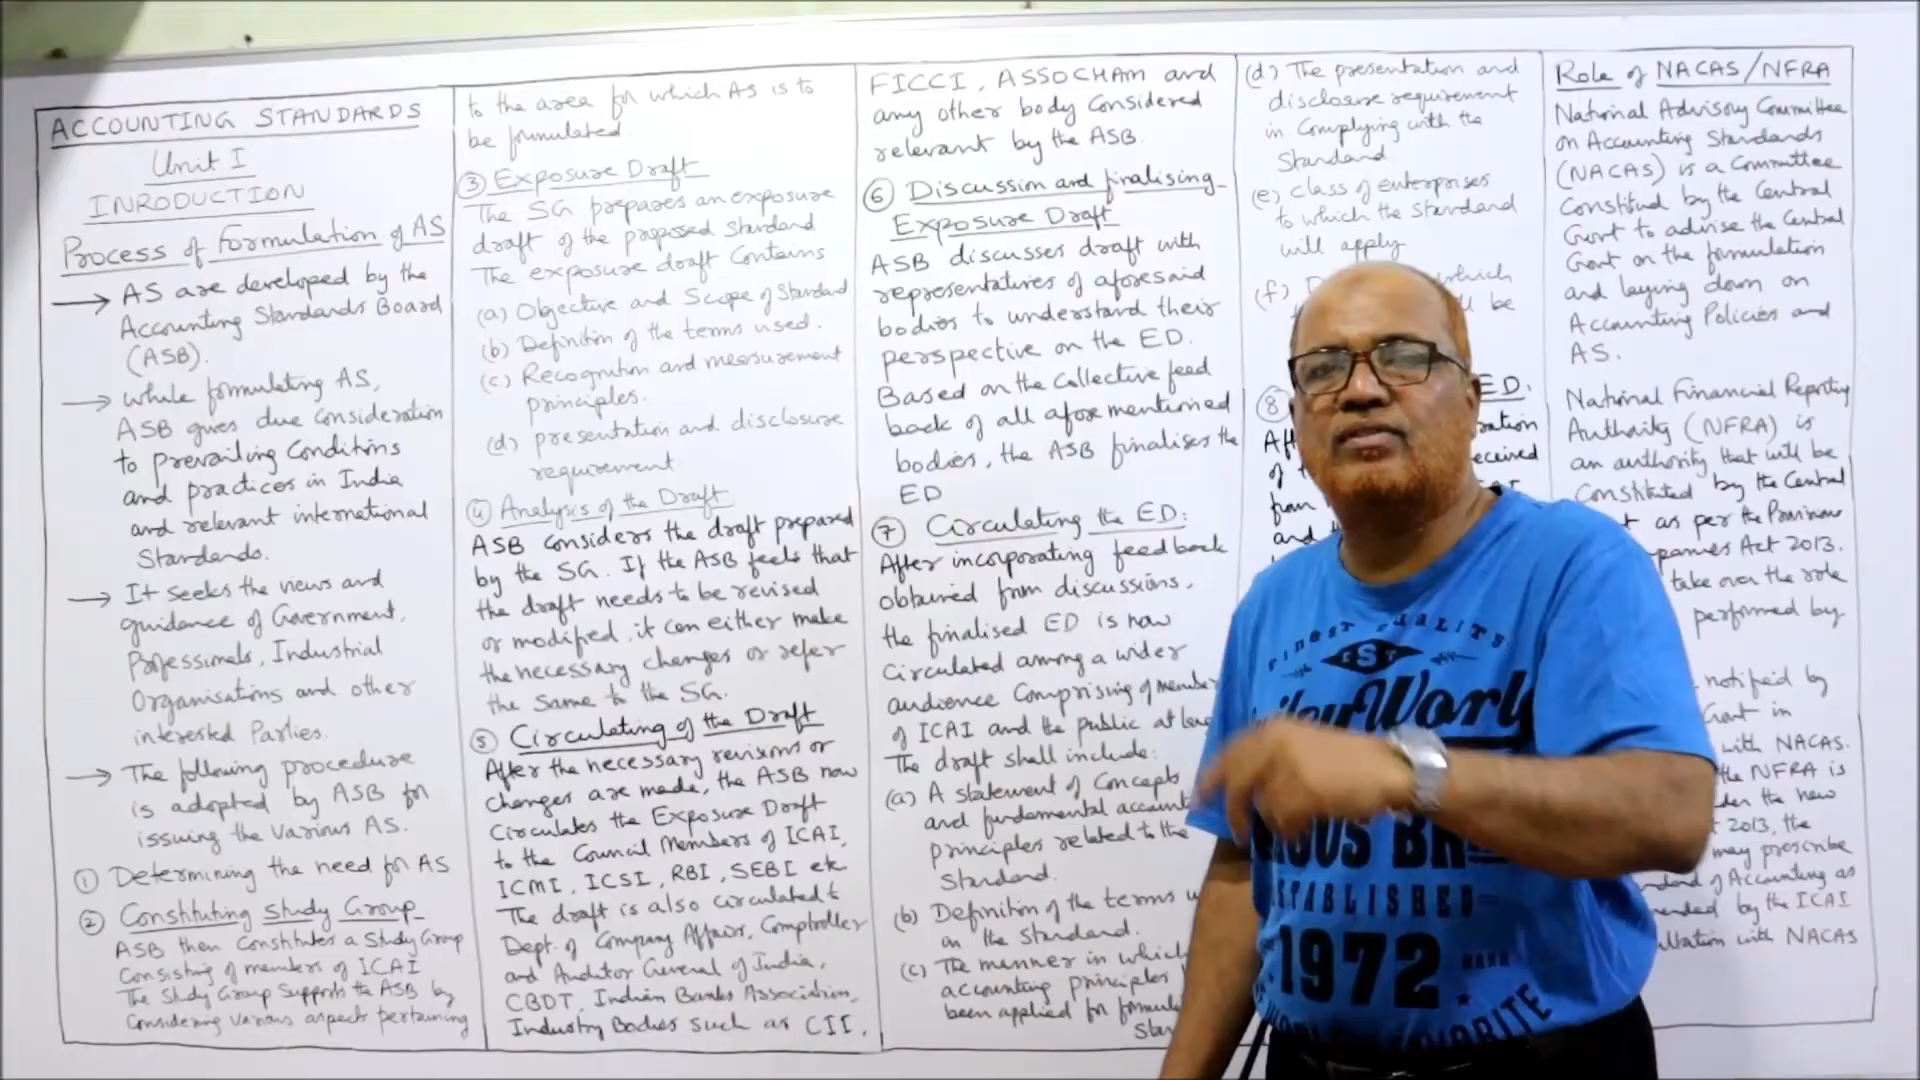 ACCOUNTING STANDARDS
Unit I
INRODUCTION
Process of Formulation of AS
→ AS are developed by the
Accounting Standards Board
(ASB).
→ while formulating AS,
ASB gives due consideration
to prevailing Conditions
and practices in India
and relevant international
Standards.
→ It seeks the views and
guidance of Government,
Professionals, Industrial
Organisations and other
interested Parties.
→ The following procedure
is adopted by ASB for
issuing the various AS.
① Determining the need for AS
② Constituting Study Group
ASB then Constitutes a Study Group
Consisting of members of ICAI
The Study Group Supports the ASB by
Considering various aspects pertaining
to the area for which AS is to
be formulated.
③ Exposure Draft
The SG prepares an exposure
draft of the proposed Standard
The exposure draft Contains
(a) Objective and Scope of Standard
(b) Definition of the terms used.
(c) Recognition and measurement
principles.
(d) presentation and disclosure
requirement
④ Analysis of the Draft
ASB Considers the draft prepared
by the SG. If the ASB feels that
the draft needs to be revised
or modified, it can either make
the necessary changes or refer
the same to the SG.
⑤ Circulating of the Draft
After the necessary revisions or
changes are made, the ASB now
Circulates the Exposure Draft
to the Council Members of ICAI,
ICMI, ICSI, RBI, SEBI etc
The draft is also circulated to
Dept. of Company Affairs, Comptroller
and Auditor General of India,
CBDT, Indian Banks Association,
Industry Bodies such as CII,
FICCI, ASSOCHAM and
any other body Considered
relevant by the ASB.
⑥ Discussion and finalising
Exposure Draft
ASB discusses draft with
representatives of aforesaid
bodies to understand their
perspective on the ED.
Based on the Collective feed
back of all afore mentioned
bodies, the ASB finalises the
ED
⑦ Circulating the ED:
After incorporating feedback
obtained from discussions,
the finalised ED is now
Circulated among a wider
audience Comprising of member
of ICAI and the public at
The draft shall include:
(a) A statement of Concepts
and fundamental
principles related to the
Standard.
(b) Definition of the terms
in the Standard.
(c) The manner in which
accounting principles
been applied for
(d) The presentation and
disclosure requirement
in Complying with the
Standard
(e) class of enterprises
to which the Standard
will apply
(f) which
be
⑧ ED.
of
from
and
Role of NACAS/NFRA
National Advisory Committee
on Accounting Standards
(NACAS) is a Committee
Constitud by the Central
Govt to advise the Central
Govt on the formulation
and laying down on
Accounting Policies and
AS.
National Financial Reporting
Authority (NFRA) is
an authority that will be
Constituted by the Central
as per the
Act 2013.
take over the role
performed by
notified by
Govt in
with NACAS.
the NFRA is
the new
2013, the
may prescribe
of Accounting as
by the ICAI
with NACAS
FINEST QUALITY
EST
1972